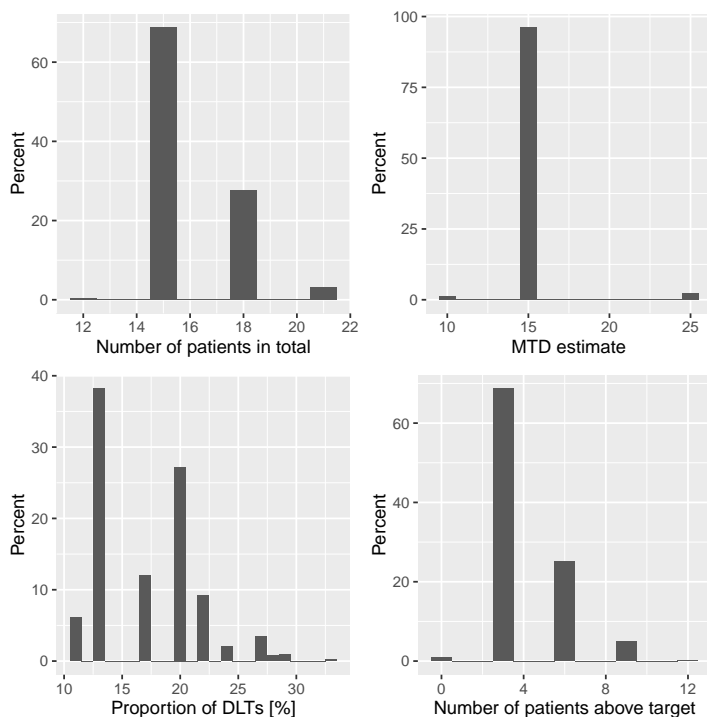 Percent
60
40
20
0
12 14 16 18 20 22
Number of patients in total
Percent
100
75
50
25
0
10 15 20 25
MTD estimate
Percent
40
30
20
10
0
10 15 20 25 30
Proportion of DLTs [%]
Percent
60
40
20
0
0 4 8 12
Number of patients above target